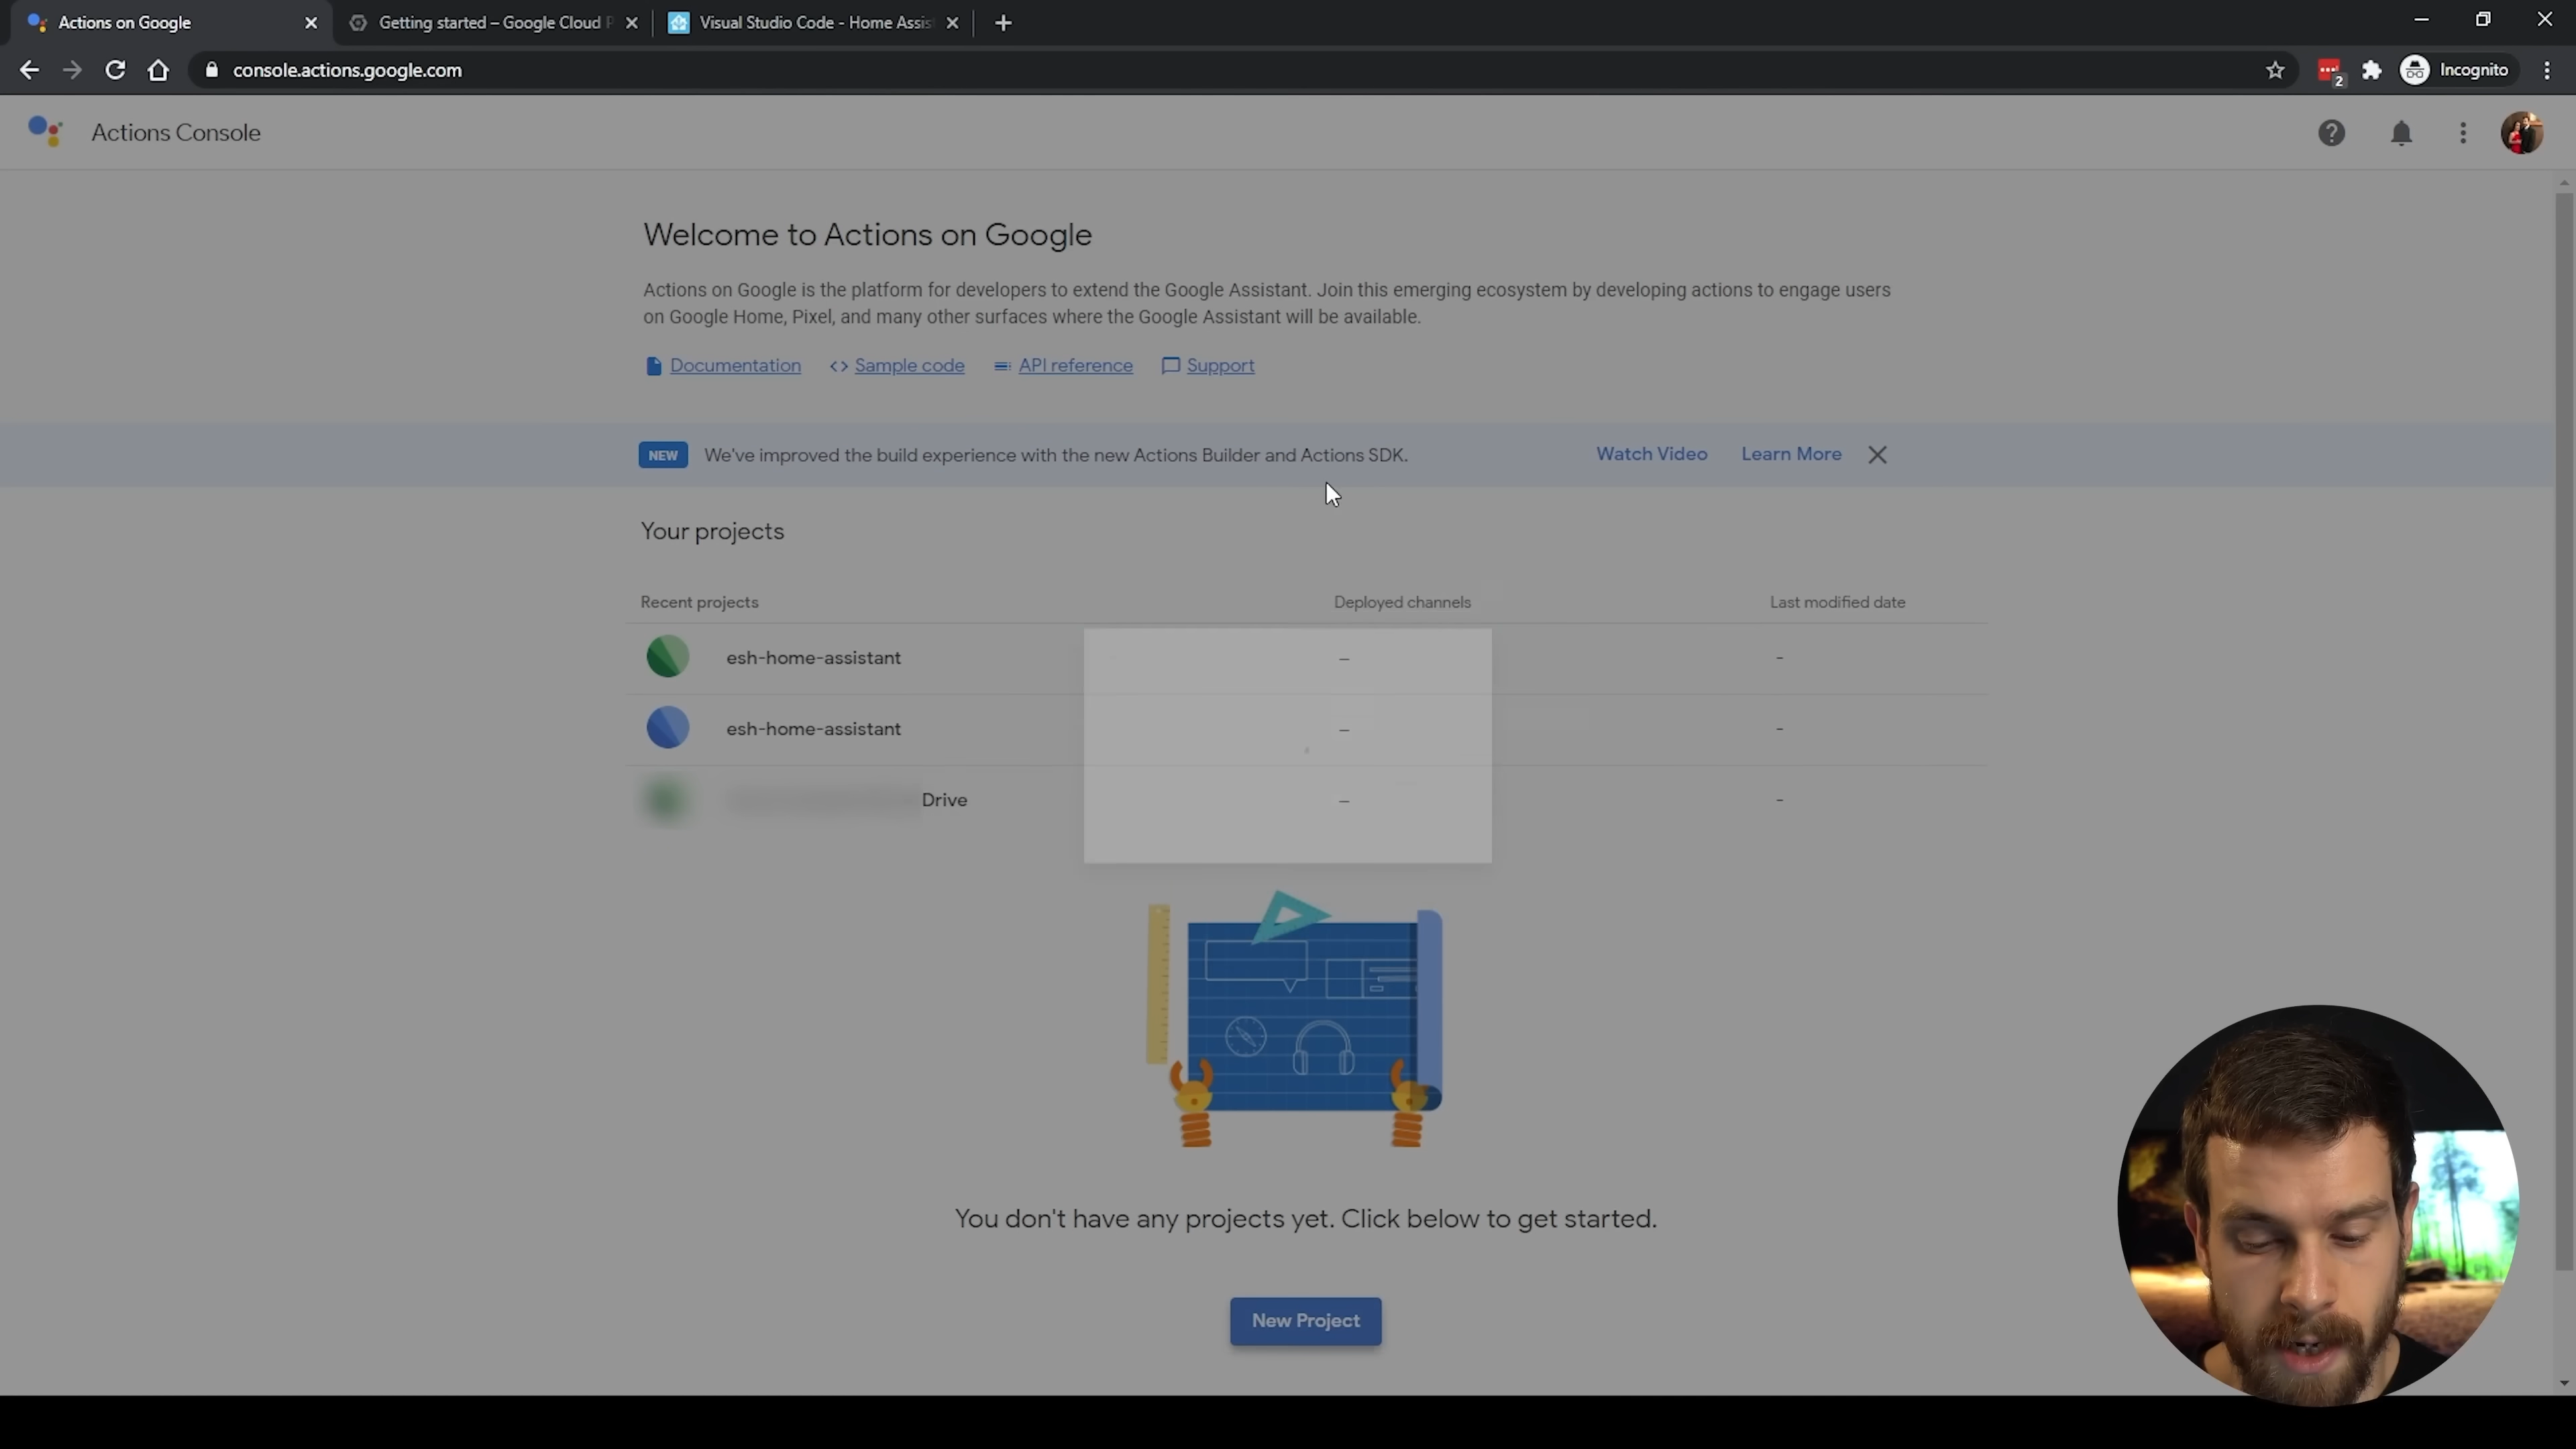 Actions on Google
Getting started – Google Cloud P
Visual Studio Code - Home Assis
console.actions.google.com
2
Incognito
Actions Console
Welcome to Actions on Google
Actions on Google is the platform for developers to extend the Google Assistant. Join this emerging ecosystem by developing actions to engage users
on Google Home, Pixel, and many other surfaces where the Google Assistant will be available.
Documentation
<> Sample code
API reference
Support
NEW We've improved the build experience with the new Actions Builder and Actions SDK. Watch Video Learn More
Your projects
Recent projects Deployed channels Last modified date
esh-home-assistant – -
esh-home-assistant – -
Drive – -
You don't have any projects yet. Click below to get started.
New Project